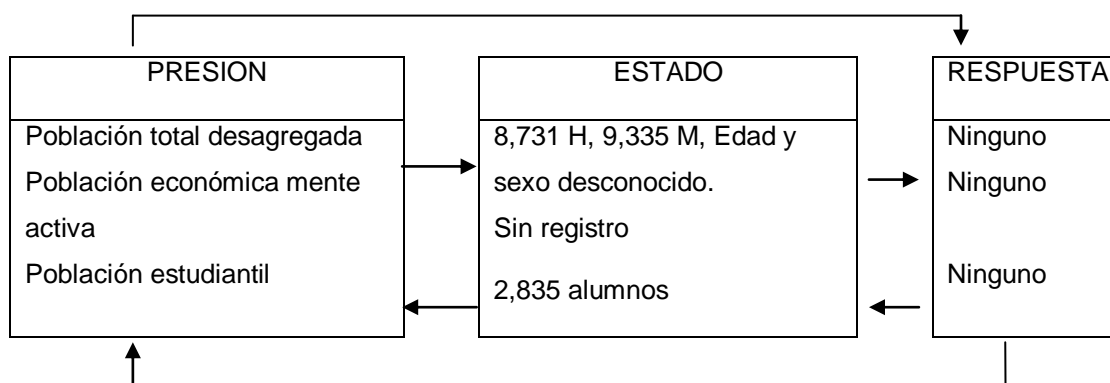 PRESION
Población total desagregada
Población económica mente
activa
Población estudiantil
ESTADO
8,731 H, 9,335 M, Edad y
sexo desconocido.
Sin registro
2,835 alumnos
RESPUESTA
Ninguno
Ninguno
Ninguno